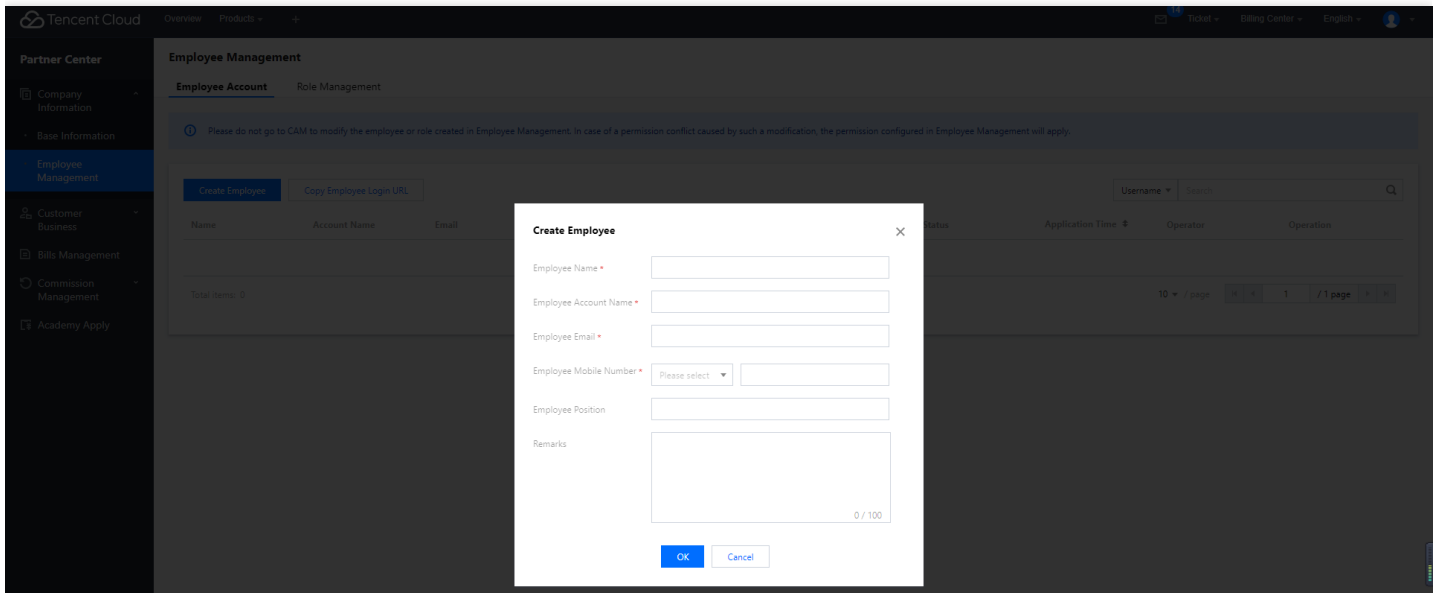 Tencent Cloud Overview Products + 14 Ticket Billing Center English
Partner Center
Company Information
Base Information
Employee Management
Customer Business
Bills Management
Commission Management
Academy Apply
Employee Management
Employee Account Role Management
Please do not go to CAM to modify the employee or role created in Employee Management. In case of a permission conflict caused by such a modification, the permission configured in Employee Management will apply.
Create Employee Copy Employee Login URL Username Search
Name Account Name Email Status Application Time Operator Operation
Total items: 0 10 / page 1 / 1 page
Create Employee
Employee Name *
Employee Account Name *
Employee Email *
Employee Mobile Number * Please select
Employee Position
Remarks
0 / 100
OK Cancel